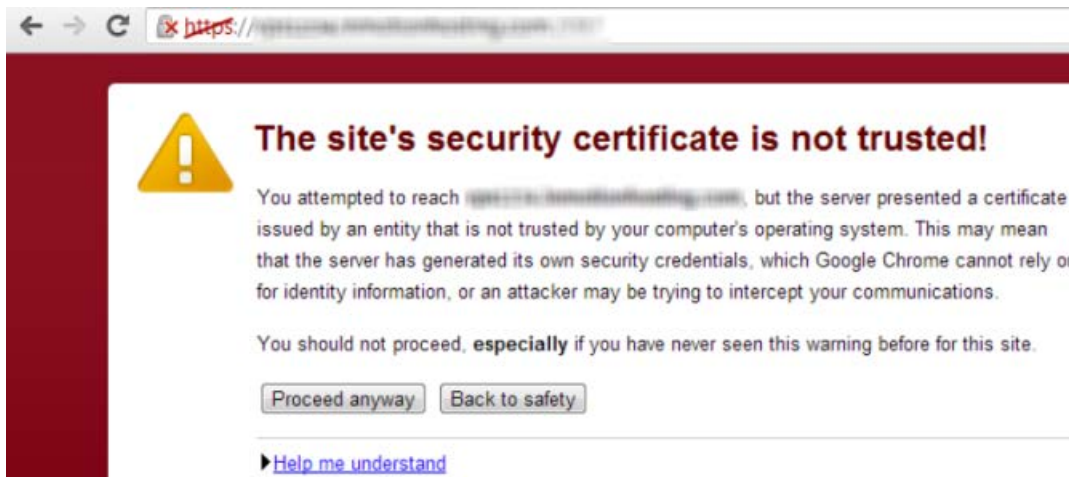 https://
The site's security certificate is not trusted!
You attempted to reach , but the server presented a certificate
issued by an entity that is not trusted by your computer's operating system. This may mean
that the server has generated its own security credentials, which Google Chrome cannot rely o
for identity information, or an attacker may be trying to intercept your communications.
You should not proceed, especially if you have never seen this warning before for this site.
Proceed anyway Back to safety
Help me understand